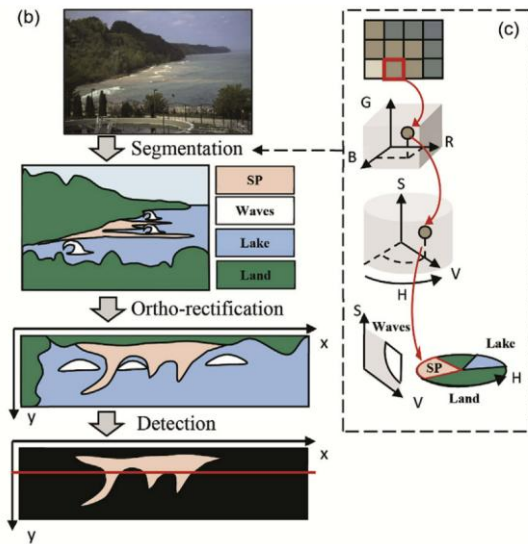 (b)
Segmentation
SP
Waves
Lake
Land
Ortho-rectification
x
y
Detection
x
y
(c)
G
B
R
S
V
H
S
Waves
V
Lake
SP
H
Land